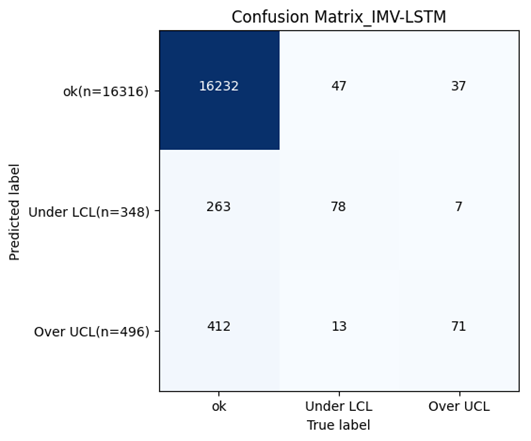 Confusion Matrix_IMV-LSTM
ok(n=16316) 16232 47 37
Under LCL(n=348) 263 78 7
Over UCL(n=496) 412 13 71
ok Under LCL Over UCL
True label
Predicted label